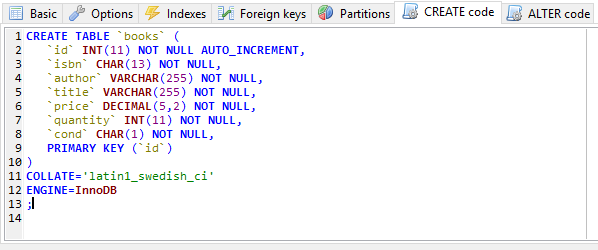 Basic Options Indexes Foreign keys Partitions CREATE code ALTER code
1 CREATE TABLE `books` (
2 `id` INT(11) NOT NULL AUTO_INCREMENT,
3 `isbn` CHAR(13) NOT NULL,
4 `author` VARCHAR(255) NOT NULL,
5 `title` VARCHAR(255) NOT NULL,
6 `price` DECIMAL(5,2) NOT NULL,
7 `quantity` INT(11) NOT NULL,
8 `cond` CHAR(1) NOT NULL,
9 PRIMARY KEY (`id`)
10 )
11 COLLATE='latin1_swedish_ci'
12 ENGINE=InnoDB
13 ;
14